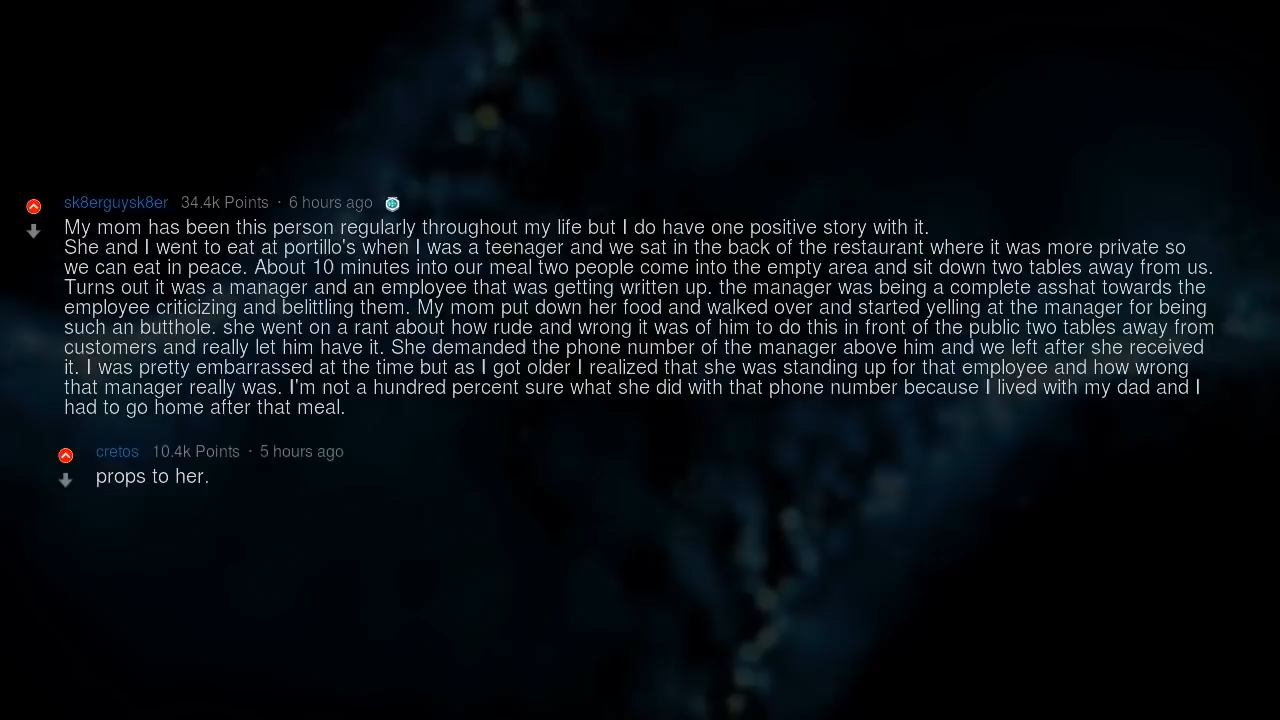 sk8erguysk8er 34.4k Points · 6 hours ago
My mom has been this person regularly throughout my life but I do have one positive story with it.
She and I went to eat at portillo's when I was a teenager and we sat in the back of the restaurant where it was more private so
we can eat in peace. About 10 minutes into our meal two people come into the empty area and sit down two tables away from us.
Turns out it was a manager and an employee that was getting written up. the manager was being a complete asshat towards the
employee criticizing and belittling them. My mom put down her food and walked over and started yelling at the manager for being
such an butthole. she went on a rant about how rude and wrong it was of him to do this in front of the public two tables away from
customers and really let him have it. She demanded the phone number of the manager above him and we left after she received
it. I was pretty embarrassed at the time but as I got older I realized that she was standing up for that employee and how wrong
that manager really was. I'm not a hundred percent sure what she did with that phone number because I lived with my dad and I
had to go home after that meal.
cretos 10.4k Points · 5 hours ago
props to her.